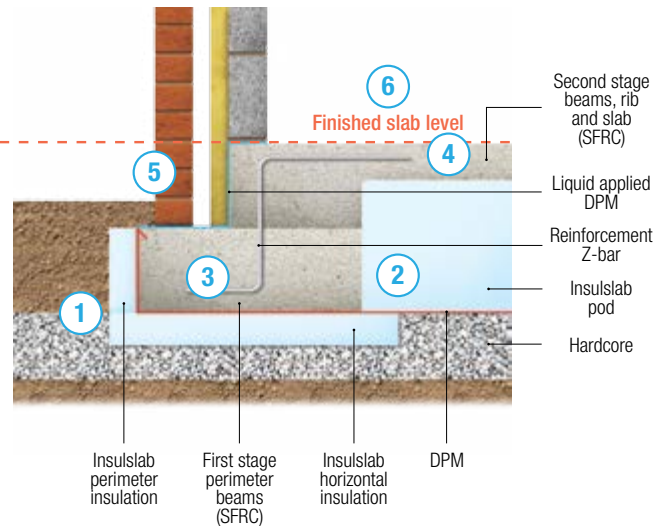 6
Finished slab level
5
4
3
2
1
Second stage
beams, rib
and slab
(SFRC)
Liquid applied
DPM
Reinforcement
Z-bar
Insulslab
pod
Hardcore
Insulslab
perimeter
insulation
First stage
perimeter
beams
(SFRC)
Insulslab
horizontal
insulation
DPM